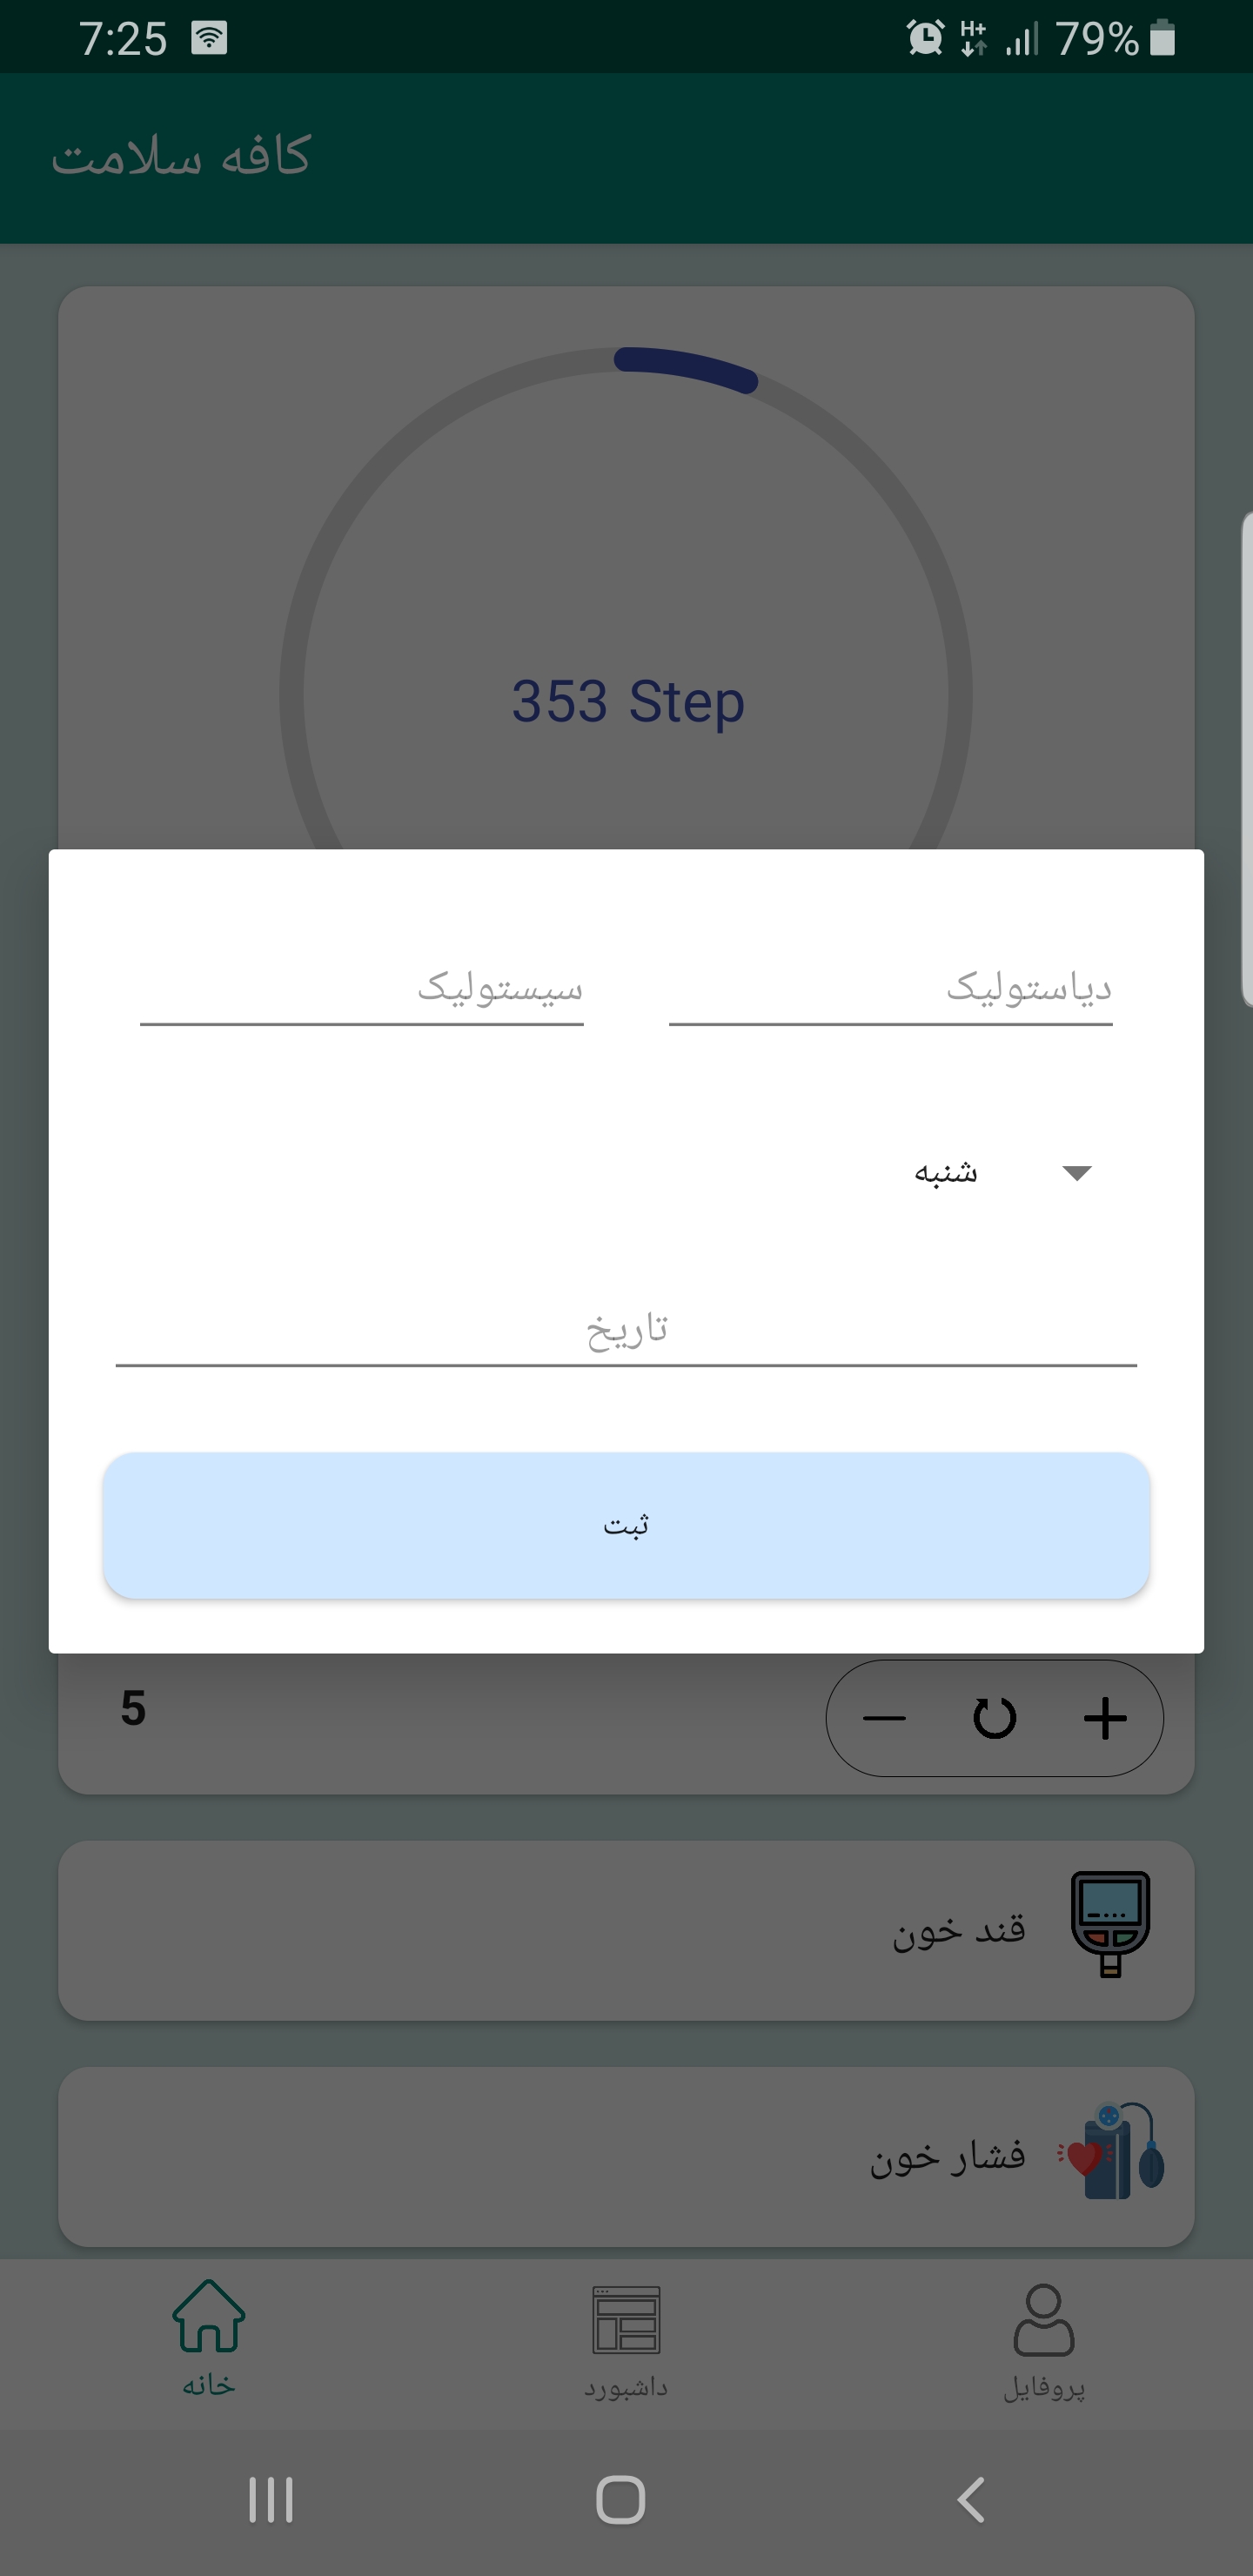 7:25 H+ 79%
کافه سلامت
353 Step
دیاستولیک سیستولیک
شنبه
تاریخ
ثبت
5
قند خون
فشار خون
خانه داشبورد پروفایل